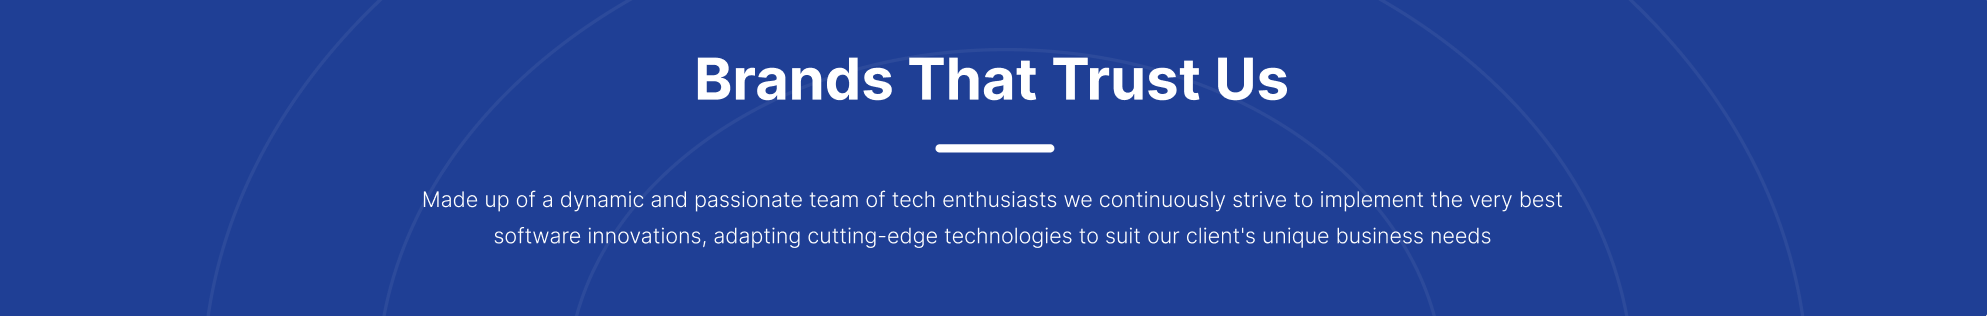 Brands That Trust Us
Made up of a dynamic and passionate team of tech enthusiasts we continuously strive to implement the very best
software innovations, adapting cutting-edge technologies to suit our client's unique business needs